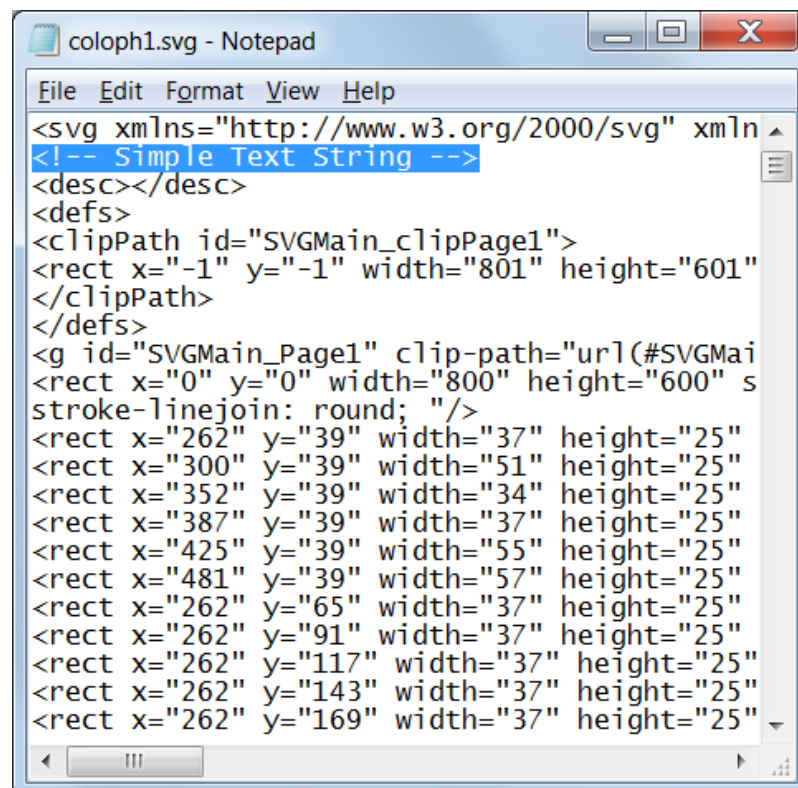 coloph1.svg - Notepad
File Edit Format View Help
<svg xmlns="http://www.w3.org/2000/svg" xmln
<!-- Simple Text String -->
<desc></desc>
<defs>
<clipPath id="SVGMain_clipPage1">
<rect x="-1" y="-1" width="801" height="601"
</clipPath>
</defs>
<g id="SVGMain_Page1" clip-path="url(#SVGMai
<rect x="0" y="0" width="800" height="600" s
stroke-linejoin: round; "/>
<rect x="262" y="39" width="37" height="25"
<rect x="300" y="39" width="51" height="25"
<rect x="352" y="39" width="34" height="25"
<rect x="387" y="39" width="37" height="25"
<rect x="425" y="39" width="55" height="25"
<rect x="481" y="39" width="57" height="25"
<rect x="262" y="65" width="37" height="25"
<rect x="262" y="91" width="37" height="25"
<rect x="262" y="117" width="37" height="25"
<rect x="262" y="143" width="37" height="25"
<rect x="262" y="169" width="37" height="25"